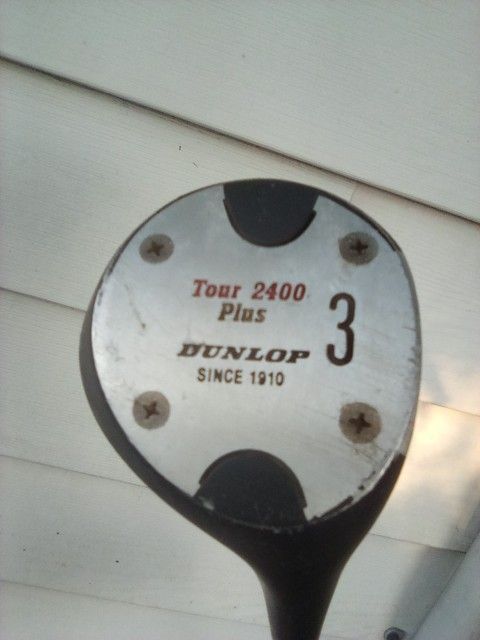 Tour 2400
Plus
3
DUNLOP
SINCE 1910